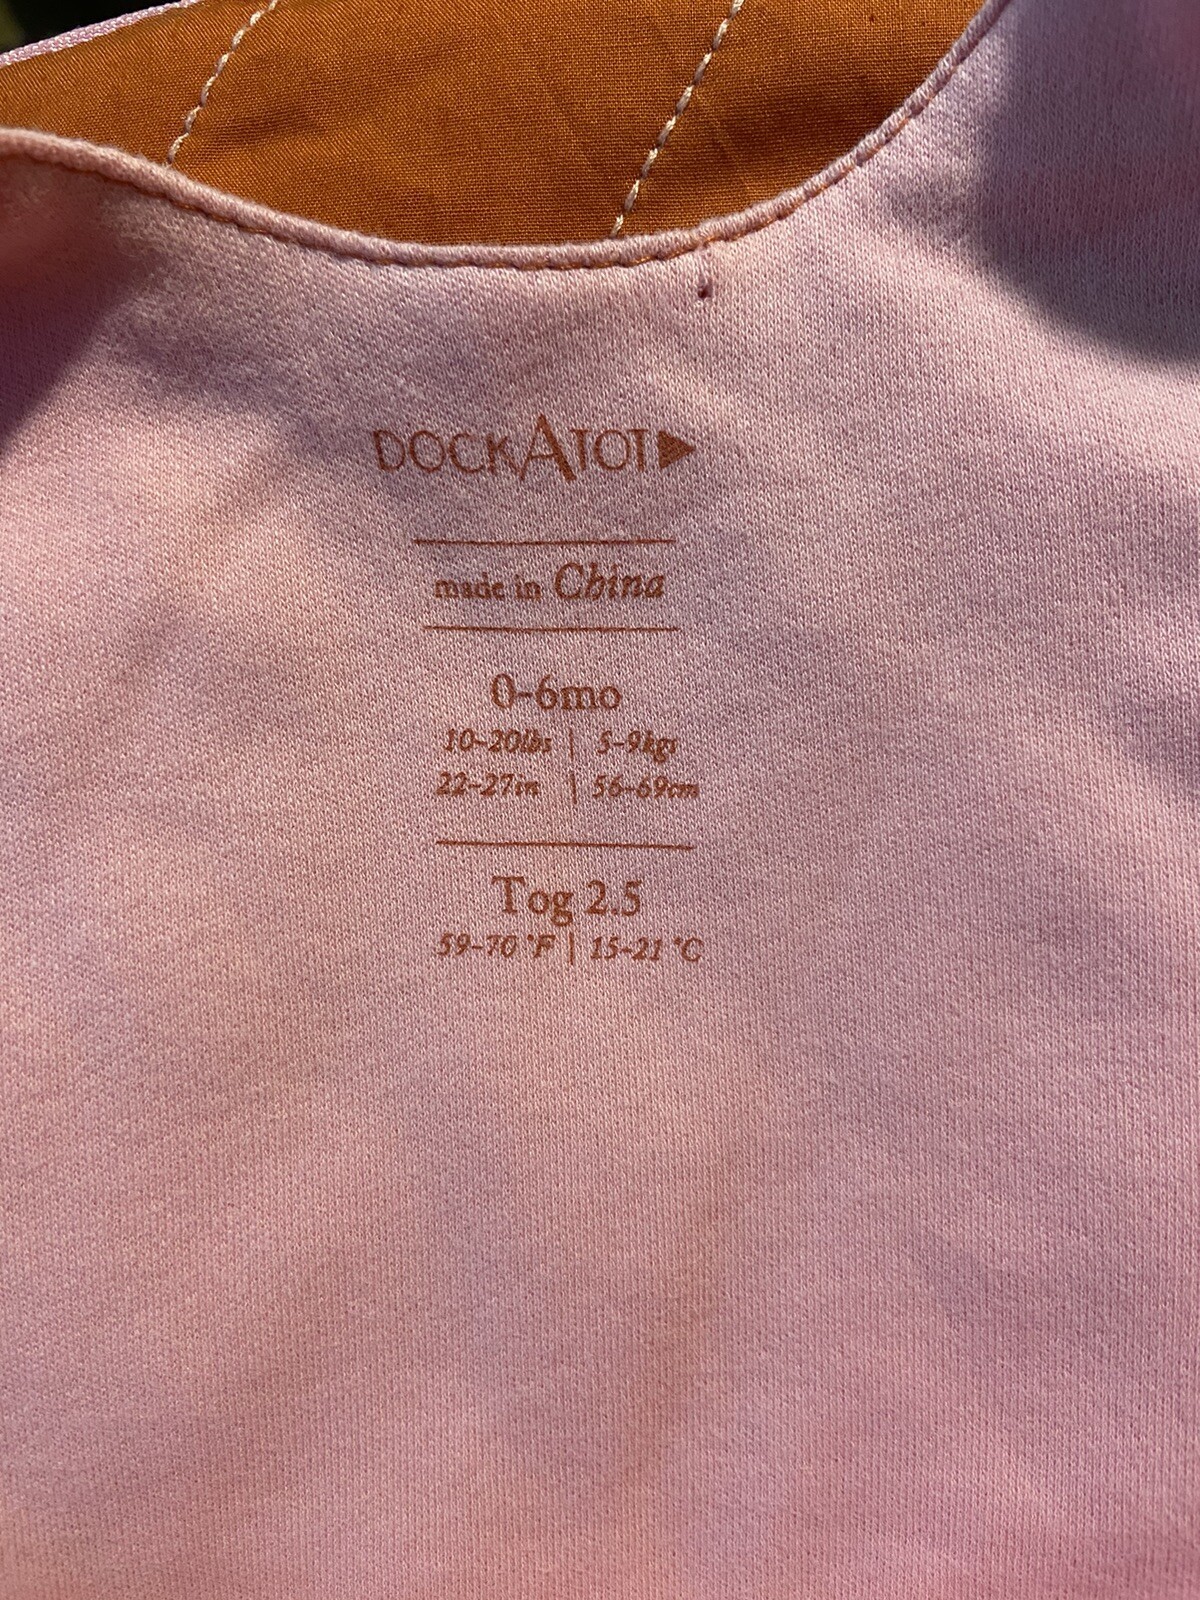 DOCKATOT
made in China
0-6mo
10-20lbs | 5-9kgs
22-27in | 56-69cm
Tog 2.5
59-70 °F | 15-21 °C